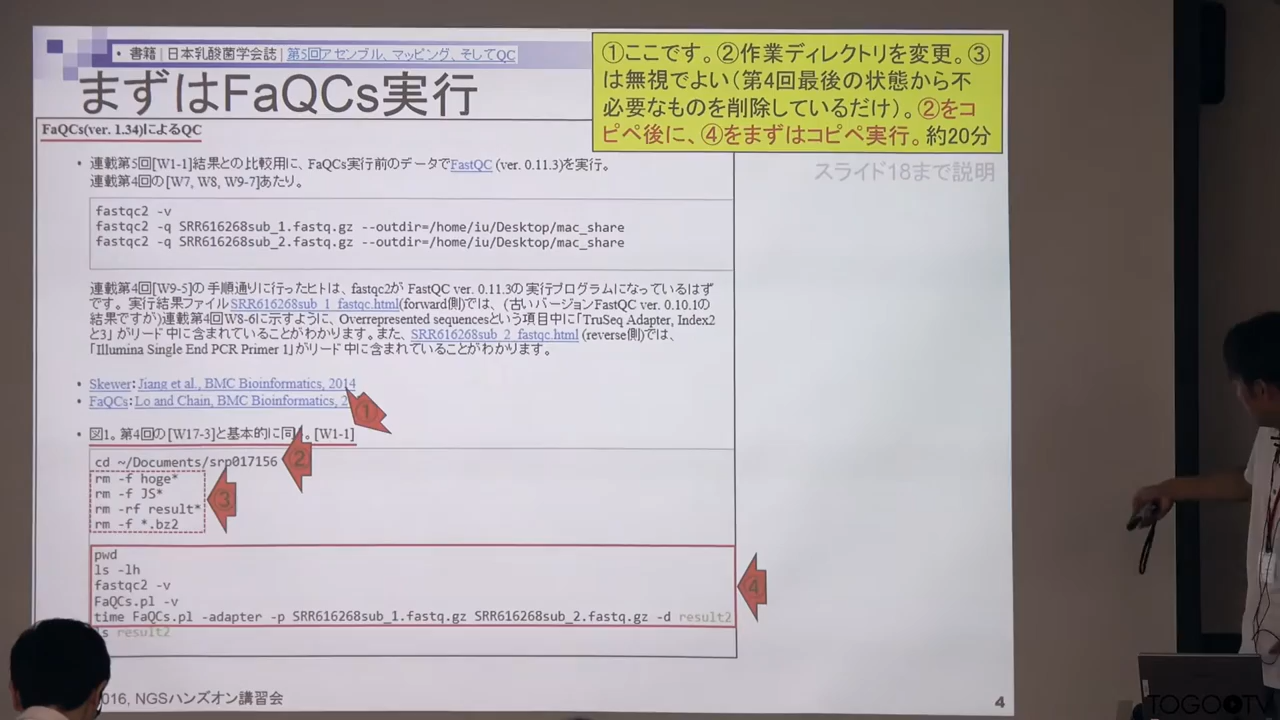 • 書籍 | 日本乳酸菌学会誌 | 第5回アセンブル、マッピング、そしてQC
まずはFaQCs実行
①ここです。②作業ディレクトリを変更。③
は無視でよい(第4回最後の状態から不
必要なものを削除しているだけ)。②をコ
ピペ後に、④をまずはコピペ実行。約20分
スライド18まで説明
FaQCs(ver. 1.34)によるQC
• 連載第5回[W1-1]結果との比較用に、FaQCs実行前のデータでFastQC (ver. 0.11.3)を実行。
連載第4回の[W7, W8, W9-7]あたり。
fastqc2 -v
fastqc2 -q SRR616268sub_1.fastq.gz --outdir=/home/iu/Desktop/mac_share
fastqc2 -q SRR616268sub_2.fastq.gz --outdir=/home/iu/Desktop/mac_share
連載第4回[W9-5]の手順通りに行ったヒトは、fastqc2が FastQC ver. 0.11.3の実行プログラムになっているはず
です。実行結果ファイルSRR616268sub_1_fastqc.html(forward側)では、(古いバージョンFastQC ver. 0.10.1の
結果ですが)連載第4回W8-6に示すように、Overrepresented sequencesという項目中に「TruSeq Adapter, Index2
と3」がリード中に含まれていることがわかります。また、SRR616268sub_2_fastqc.html (reverse側)では、
「Illumina Single End PCR Primer 1」がリード中に含まれていることがわかります。
• Skewer: Jiang et al., BMC Bioinformatics, 2014
• FaQCs: Lo and Chain, BMC Bioinformatics, 2
①
• 図1。第4回の[W17-3]と基本的に同 。[W1-1]
cd ~/Documents/srp017156
②
rm -f hoge*
rm -f JS*
rm -rf result*
rm -f *.bz2
③
pwd
ls -lh
fastqc2 -v
FaQCs.pl -v
time FaQCs.pl -adapter -p SRR616268sub_1.fastq.gz SRR616268sub_2.fastq.gz -d result2
④
ls result2
016, NGSハンズオン講習会
4
TOGOTV